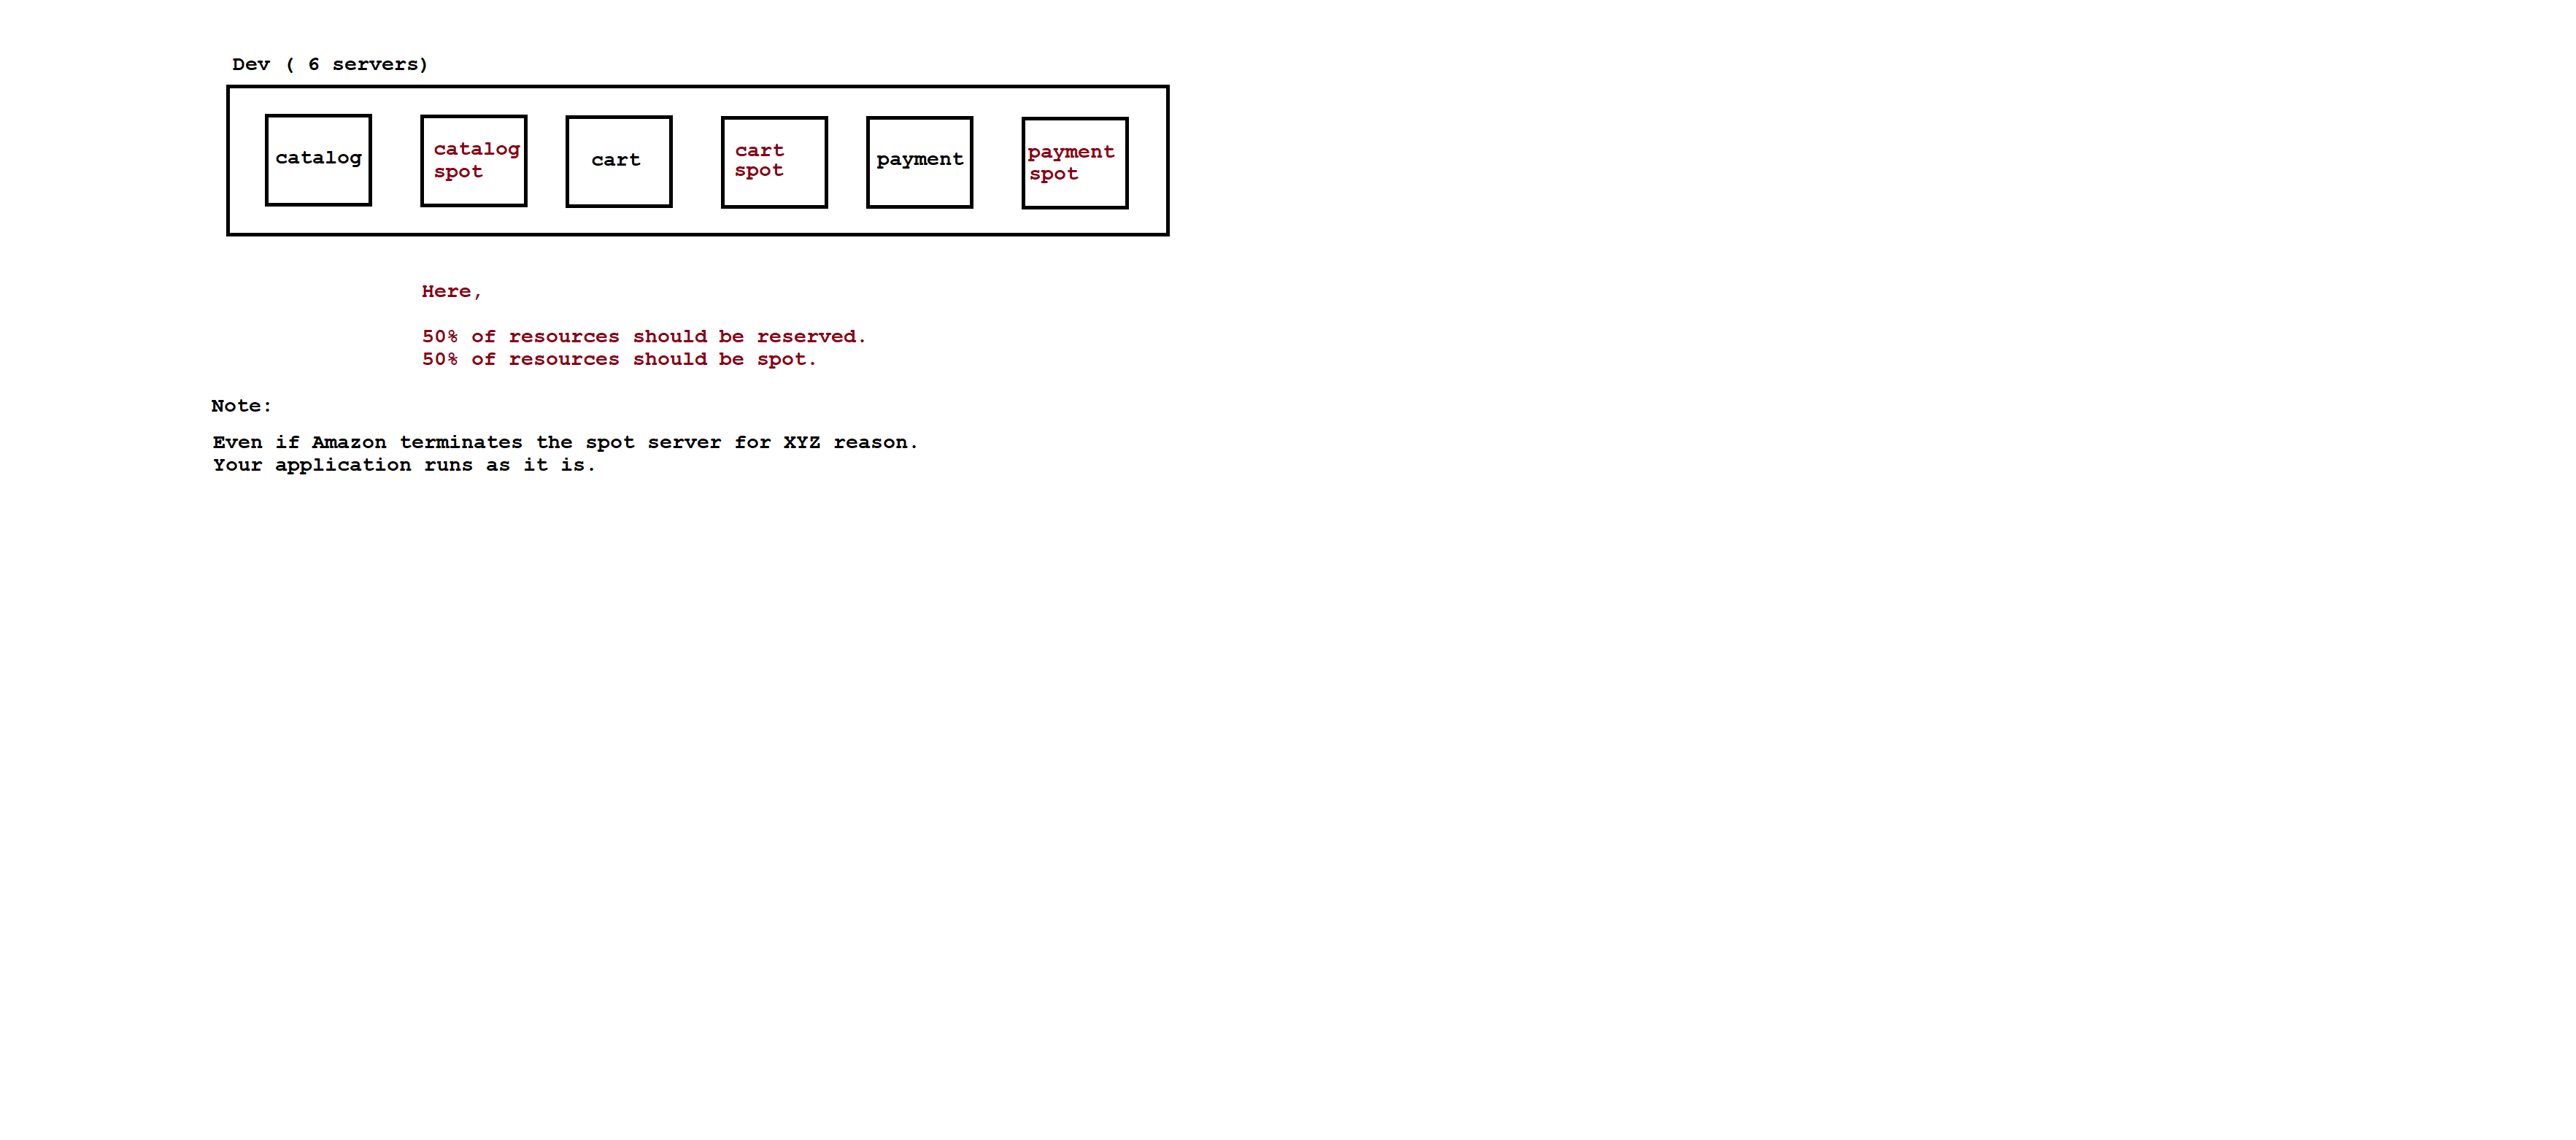 Dev ( 6 servers)
catalog
catalog
spot
cart
cart
spot
payment
payment
spot
Here,
50% of resources should be reserved.
50% of resources should be spot.
Note:
Even if Amazon terminates the spot server for XYZ reason.
Your application runs as it is.